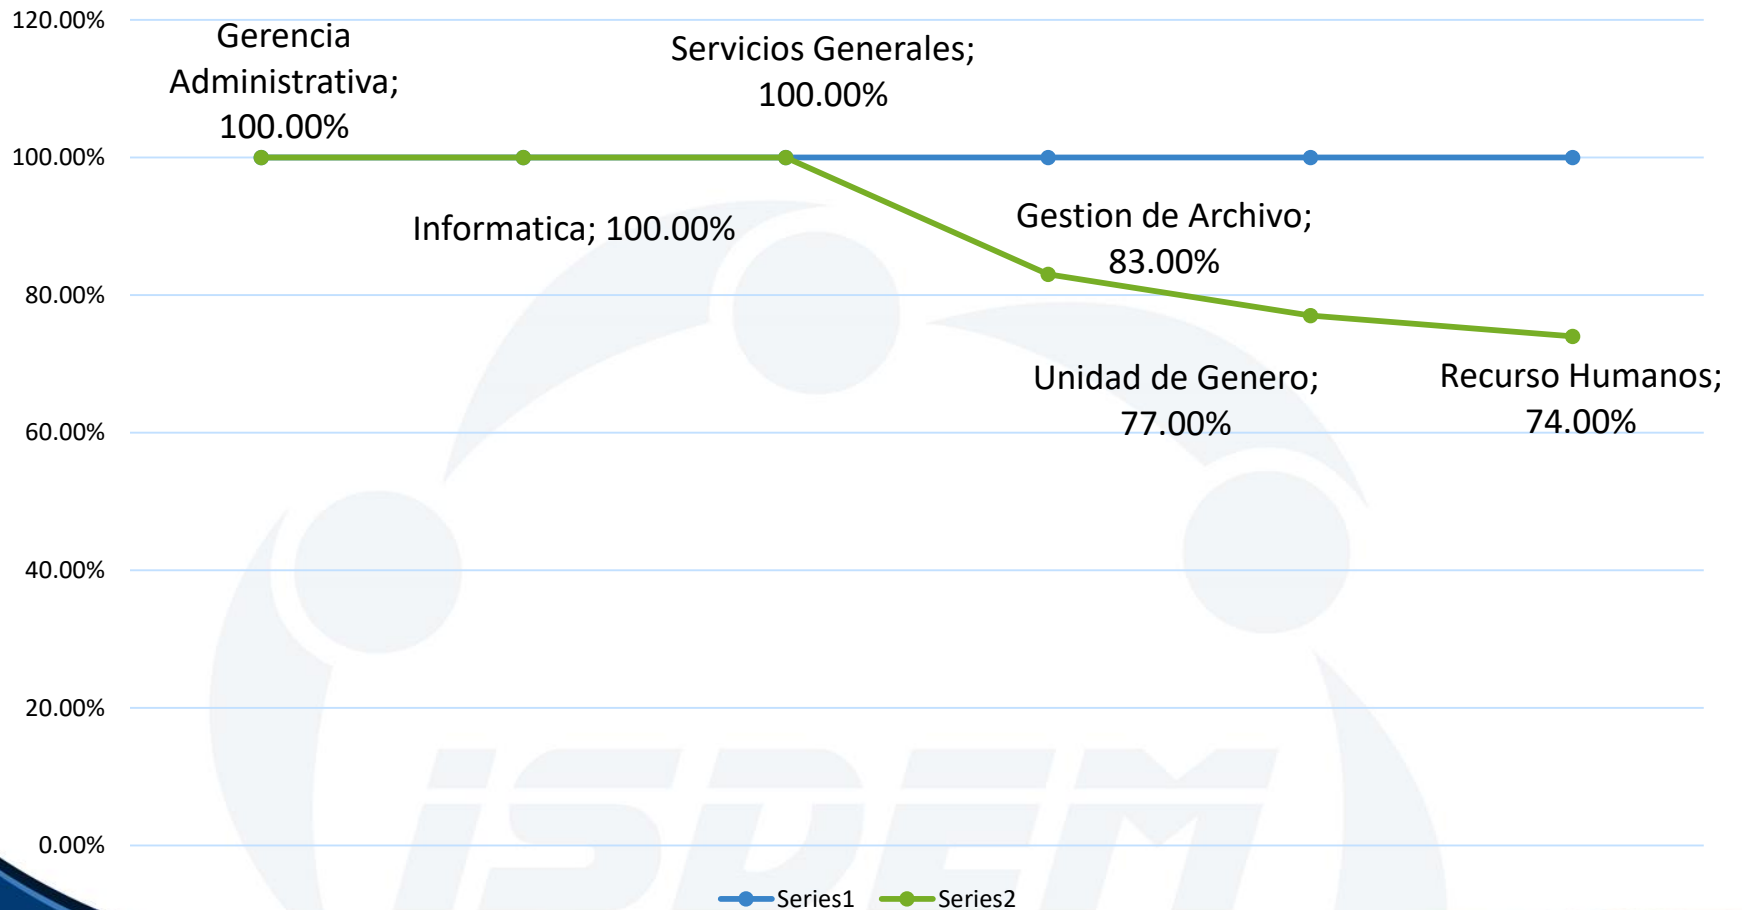 120.00%
Gerencia
Administrativa;
100.00%
Servicios Generales;
100.00%
100.00%
Informatica; 100.00%
Gestion de Archivo;
83.00%
80.00%
Unidad de Genero;
77.00%
Recurso Humanos;
74.00%
60.00%
40.00%
20.00%
ISDEM
0.00%
Series1 Series2